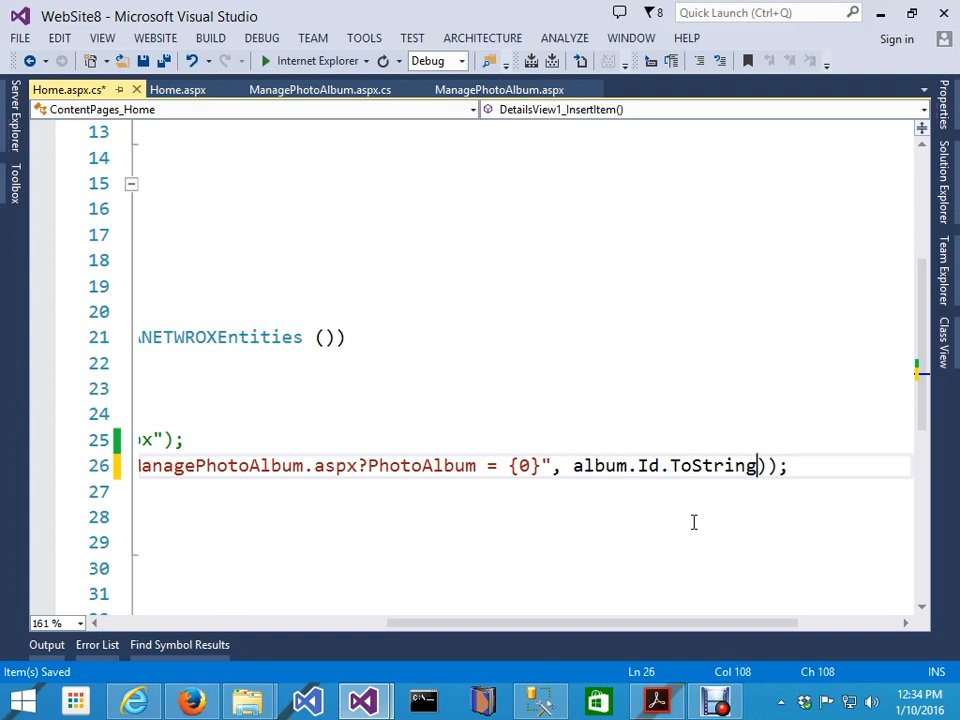 WebSite8 - Microsoft Visual Studio
8
Quick Launch (Ctrl+Q)
FILE EDIT VIEW WEBSITE BUILD DEBUG TEAM TOOLS TEST ARCHITECTURE ANALYZE WINDOW HELP
Sign in
Internet Explorer
Debug
Home.aspx.cs*
Home.aspx
ManagePhotoAlbum.aspx.cs
ManagePhotoAlbum.aspx
ContentPages_Home
DetailsView1_InsertItem()
Server Explorer
Toolbox
Properties
Solution Explorer
Team Explorer
Class View
13
14
15
16
17
18
19
20
21 ANETWROXEntities ())
22
23
24
25 px");
26 ManagePhotoAlbum.aspx?PhotoAlbum = {0}", album.Id.ToString));
27
28
29
30
31
161 %
Output Error List Find Symbol Results
Item(s) Saved
Ln 26
Col 108
Ch 108
INS
12:34 PM
1/10/2016